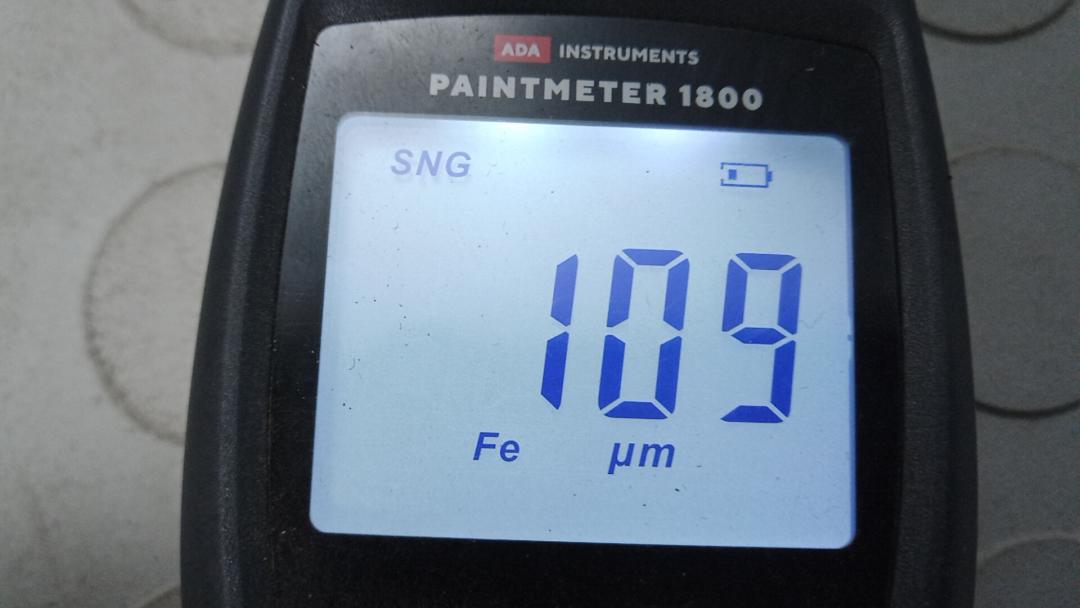 ADA INSTRUMENTS
PAINTMETER 1800
SNG
109
Fe μm